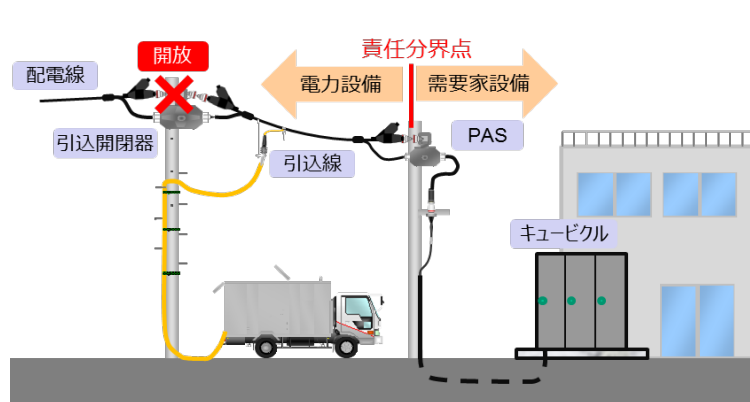 責任分界点
開放
配電線
電力設備
需要家設備
引込開閉器
引込線
PAS
キュービクル